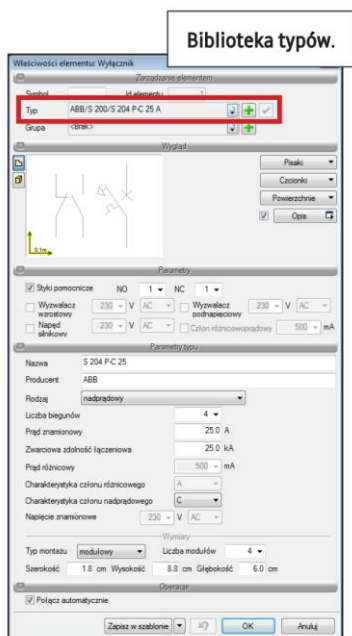 Biblioteka typów.
Właściwości elementu: Wyłącznik
Zarządzanie elementem
Symbol Id elementu 1
Typ ABB/S 200/S 204 P-C 25 A
Grupa <Brak>
Wygląd
Pisaki
Czcionki
Powierzchnie
Opis
0.1m
Parametry
Styki pomocnicze NO 1 NC 1
Wyzwalacz wzrostowy 230 V AC Wyzwalacz podnapięciowy 230 V AC
Napęd silnikowy 230 V AC Człon różnicowoprądowy 500 mA
Parametry typu
Nazwa S 204 P-C 25
Producent ABB
Rodzaj nadprądowy
Liczba biegunów 4
Prąd znamionowy 25.0 A
Zwarciowa zdolność łączeniowa 25.0 kA
Prąd różnicowy 500 mA
Charakterystyka członu różnicowego A
Charakterystyka członu nadprądowego C
Napięcie znamionowe 230 V AC
Wymiary
Typ montażu modułowy Liczba modułów 4
Szerokość 1.8 cm Wysokość 8.8 cm Głębokość 6.0 cm
Operacje
Połącz automatycznie
Zapisz w szablonie OK Anuluj